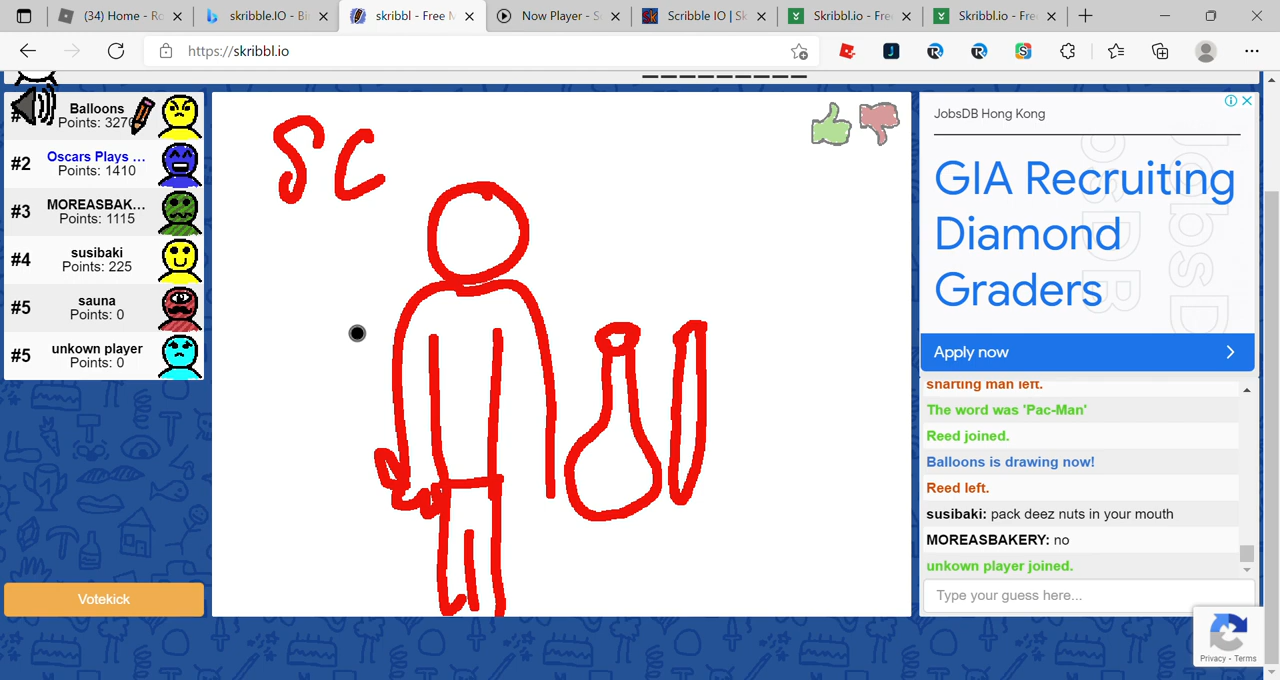 (34) Home - Ro
skribble.IO - Bi
skribbl - Free M
Now Player - S
Scribble IO | Sk
Skribbl.io - Free
Skribbl.io - Free
https://skribbl.io
Balloons
Points: 3270
#2 Oscars Plays ...
Points: 1410
#3 MOREASBAK...
Points: 1115
#4 susibaki
Points: 225
#5 sauna
Points: 0
#5 unkown player
Points: 0
Votekick
SC
JobsDB Hong Kong
GIA Recruiting
Diamond
Graders
Apply now
snarting man left.
The word was 'Pac-Man'
Reed joined.
Balloons is drawing now!
Reed left.
susibaki: pack deez nuts in your mouth
MOREASBAKERY: no
unkown player joined.
Type your guess here...
Privacy - Terms